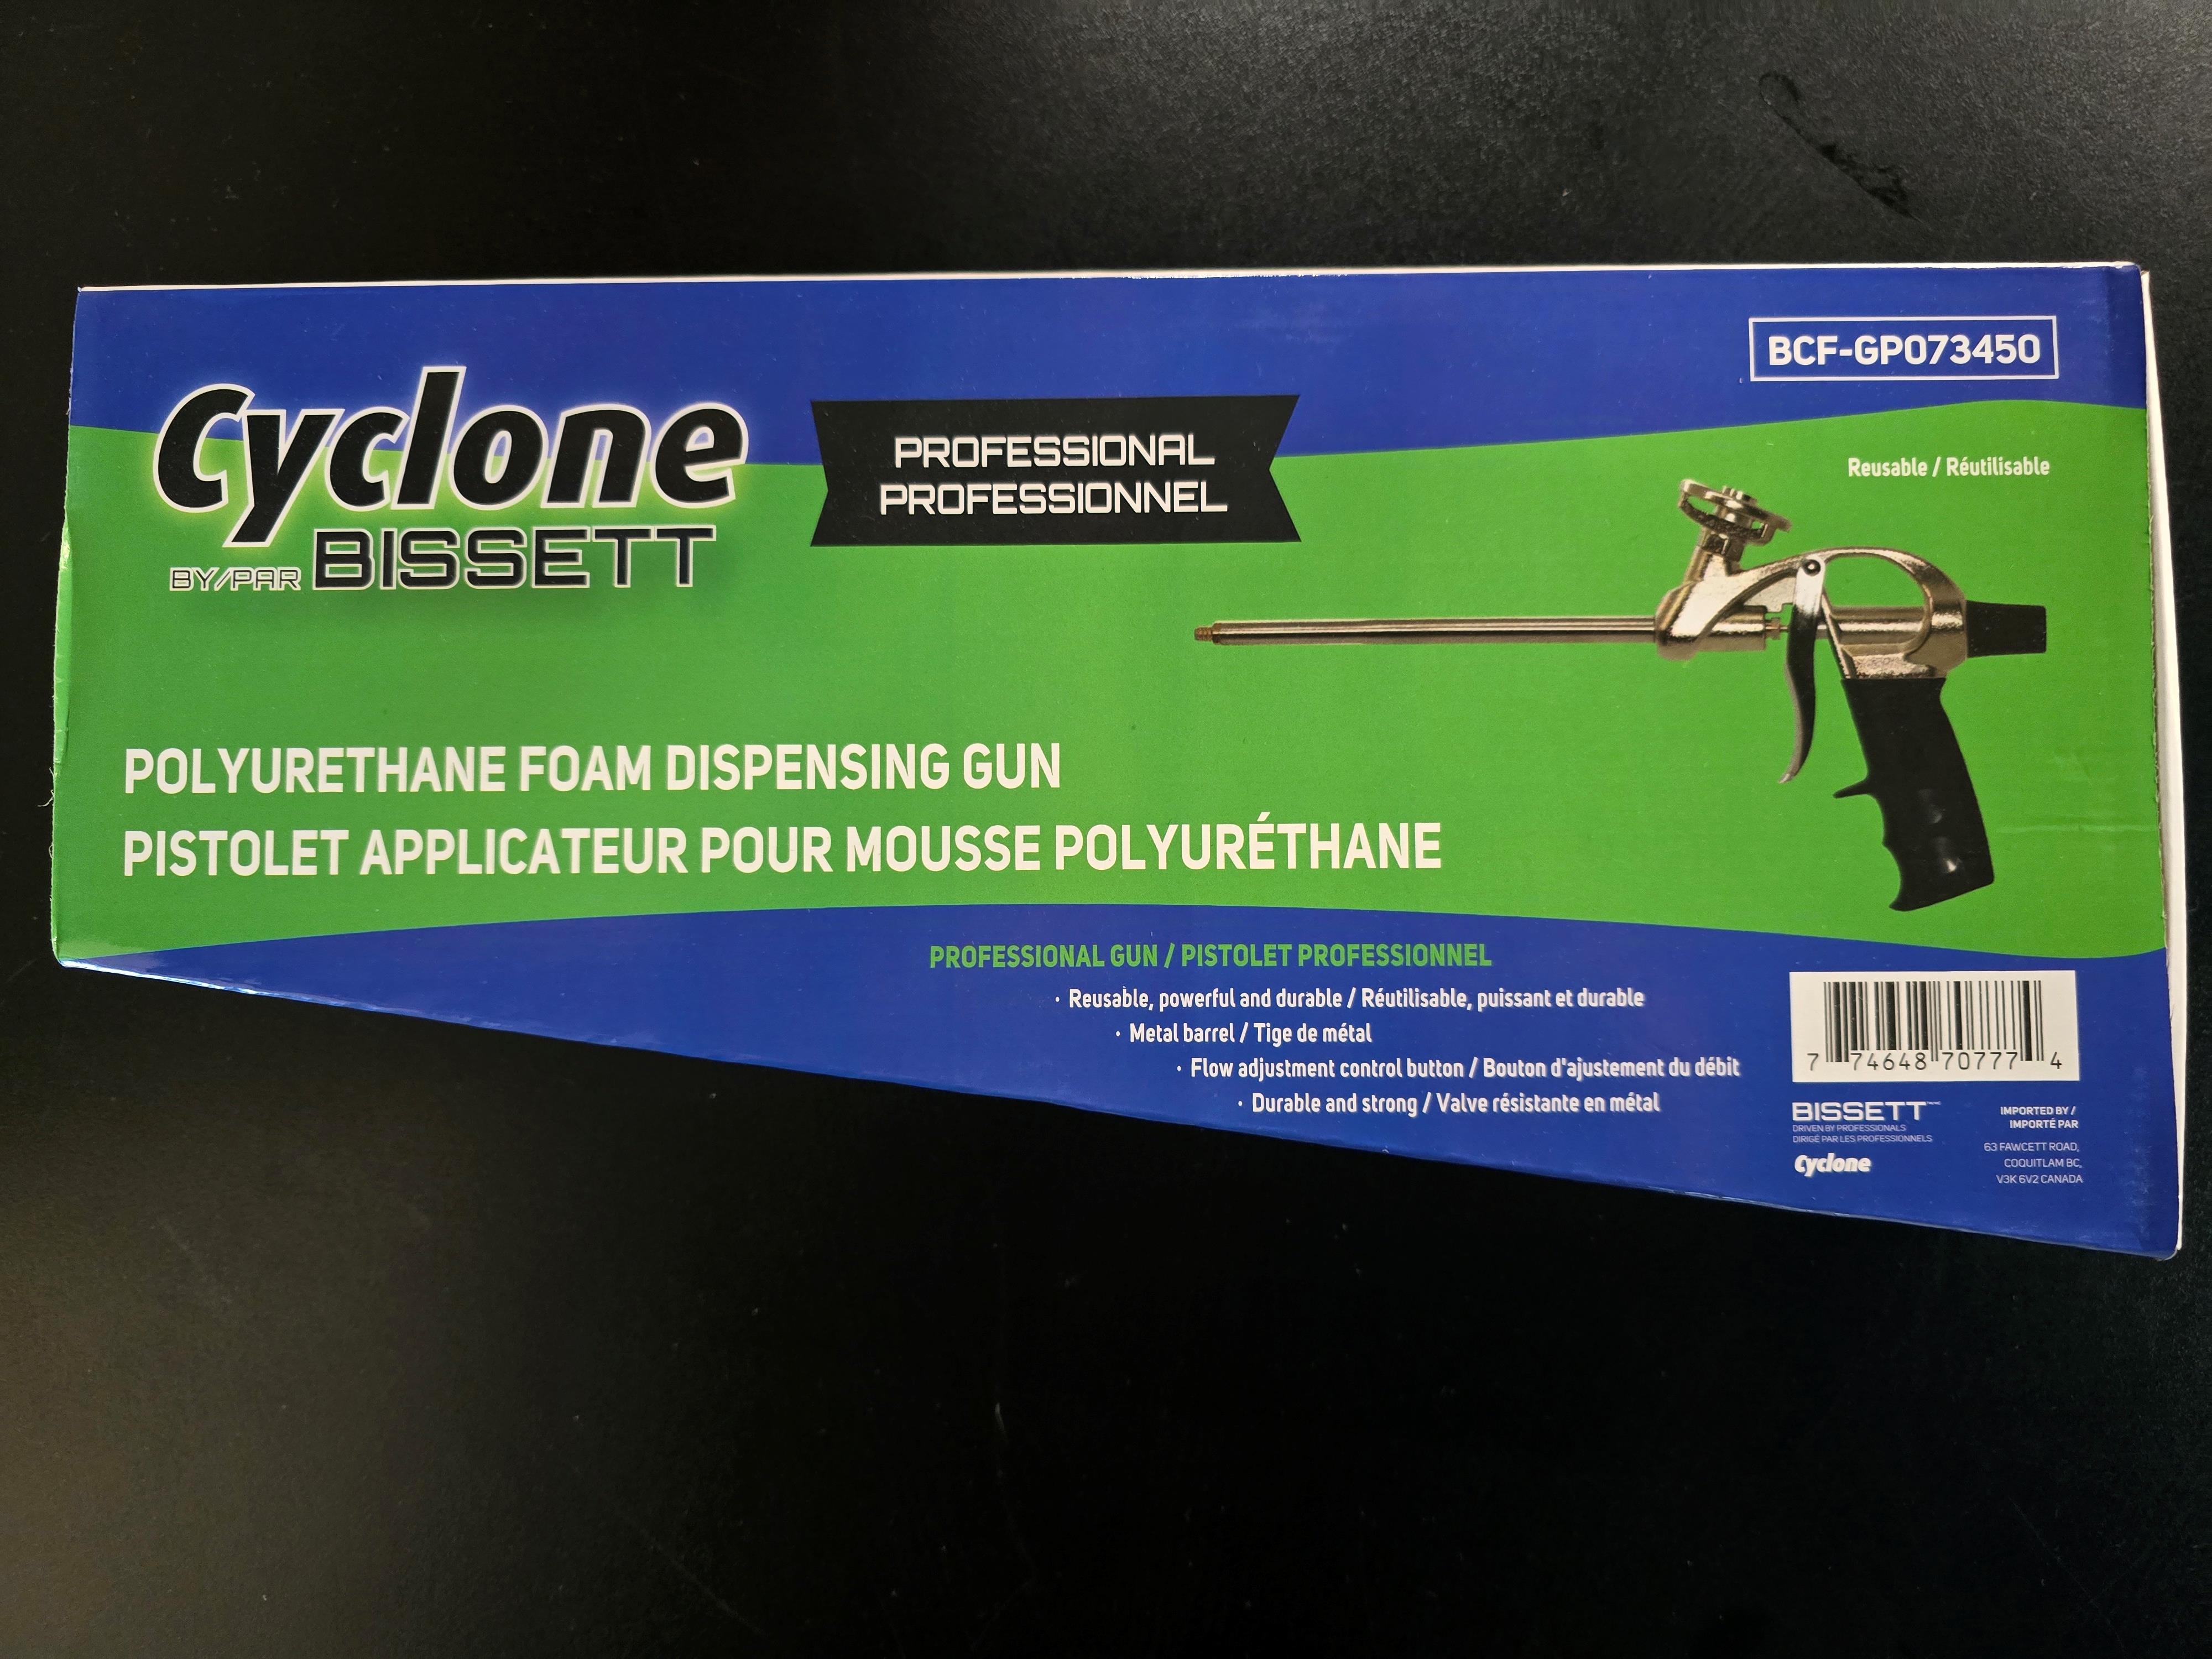 BCF-GP073450
Cyclone
BY/PAR BISSETT
PROFESSIONAL
PROFESSIONNEL
Reusable / Réutilisable
POLYURETHANE FOAM DISPENSING GUN
PISTOLET APPLICATEUR POUR MOUSSE POLYURÉTHANE
PROFESSIONAL GUN / PISTOLET PROFESSIONNEL
· Reusable, powerful and durable / Réutilisable, puissant et durable
· Metal barrel / Tige de métal
· Flow adjustment control button / Bouton d'ajustement du débit
· Durable and strong / Valve résistante en métal
7 74648 70777 4
BISSETT™
DRIVEN BY PROFESSIONALS
DIRIGÉ PAR LES PROFESSIONNELS
Cyclone
IMPORTED BY /
IMPORTÉ PAR
63 FAWCETT ROAD,
COQUITLAM BC,
V3K 6V2 CANADA